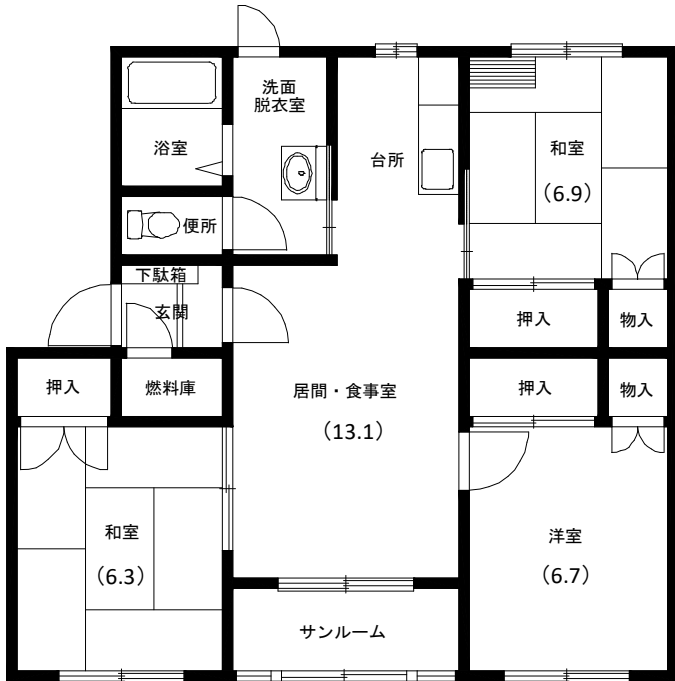 洗面
脱衣室
浴室
台所
和室
（6.9）
便所
下駄箱
玄関
押入
物入
押入
燃料庫
居間・食事室
（13.1）
押入
物入
和室
（6.3）
洋室
（6.7）
サンルーム